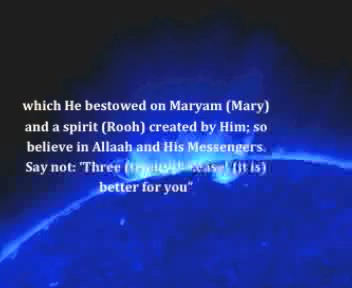 which He bestowed on Maryam (Mary)
and a spirit (Rooh) created by Him; so
believe in Allaah and His Messengers.
Say not: "Three (trinity)!" Cease! (it is)
better for you"